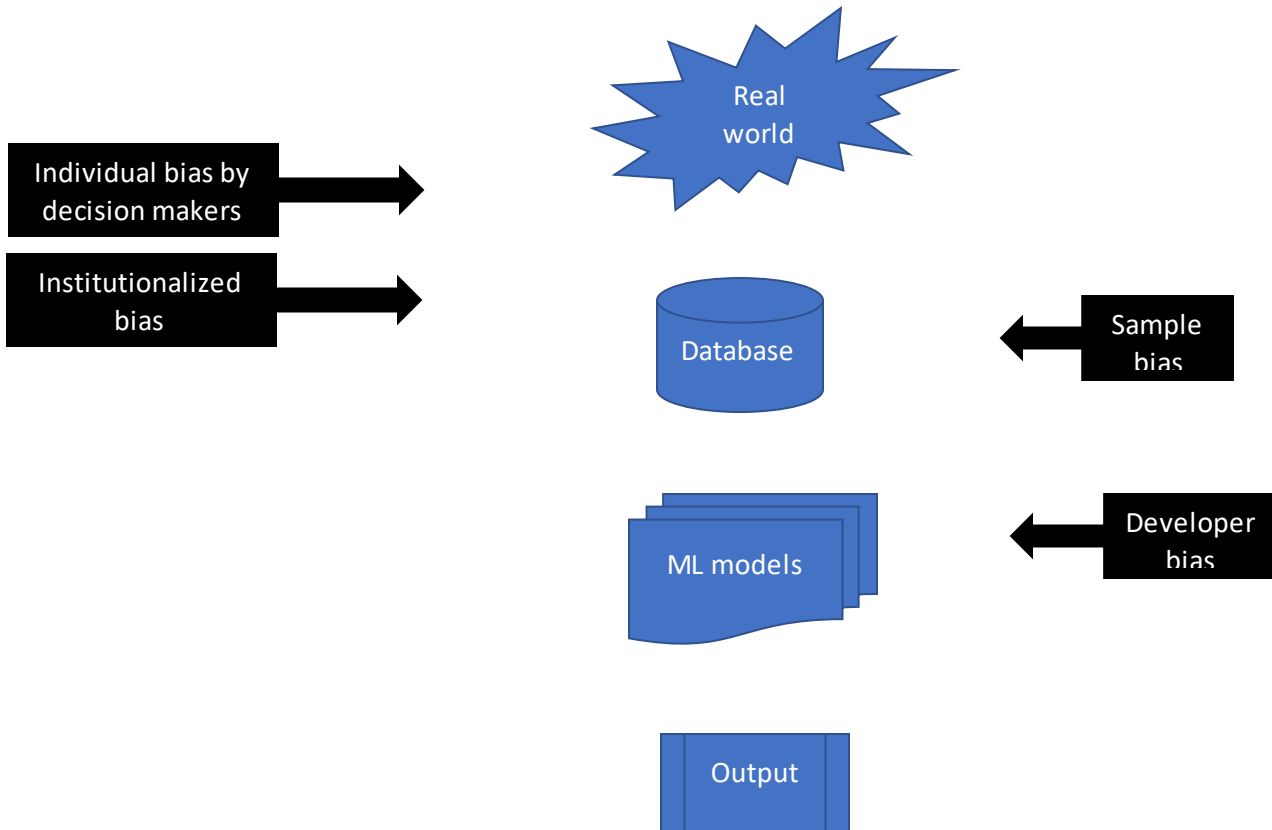 Real
world
Individual bias by
decision makers
Institutionalized
bias
Database
Sample
bias
ML models
Developer
bias
Output